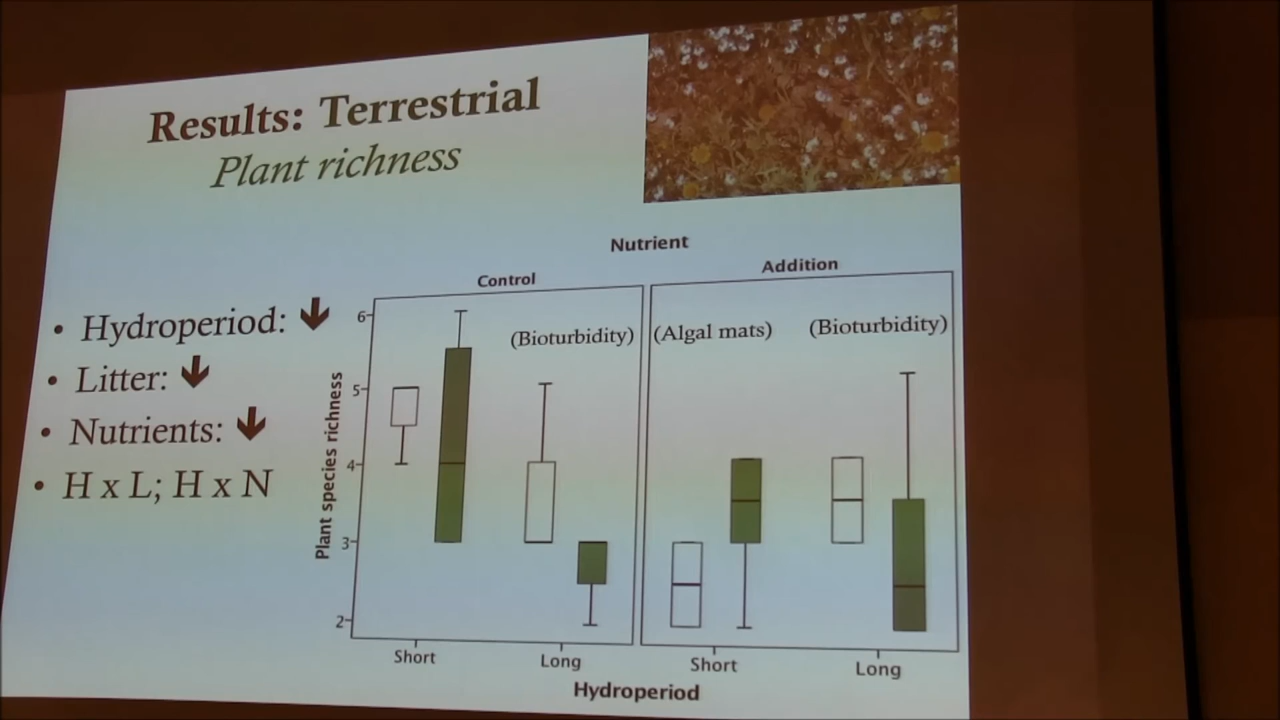 Results: Terrestrial
Plant richness
• Hydroperiod: ↓
• Litter: ↓
• Nutrients: ↓
• H x L; H x N
Nutrient
Control
Addition
(Bioturbidity)
(Algal mats)
(Bioturbidity)
Plant species richness
6
5
4
3
2
Short
Long
Short
Long
Hydroperiod